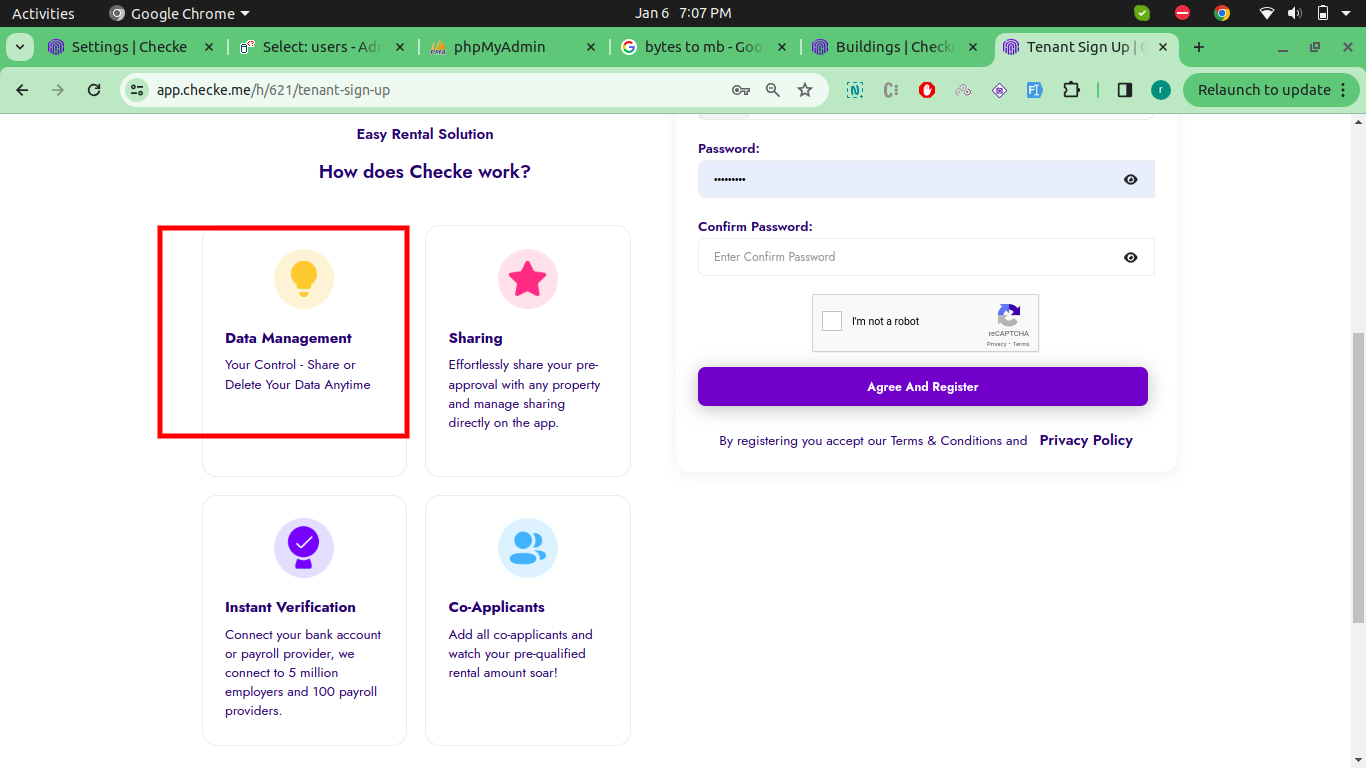 Activities
Google Chrome
Jan 6 7:07 PM
Settings | Checke
Select: users - Ad
phpMyAdmin
bytes to mb - Goo
Buildings | Check
Tenant Sign Up |
app.checke.me/h/621/tenant-sign-up
r
Relaunch to update
Easy Rental Solution
How does Checke work?
Data Management
Your Control - Share or
Delete Your Data Anytime
Sharing
Effortlessly share your pre-
approval with any property
and manage sharing
directly on the app.
Instant Verification
Connect your bank account
or payroll provider, we
connect to 5 million
employers and 100 payroll
providers.
Co-Applicants
Add all co-applicants and
watch your pre-qualified
rental amount soar!
Password:
•••••••••
Confirm Password:
Enter Confirm Password
I'm not a robot
reCAPTCHA
Privacy - Terms
Agree And Register
By registering you accept our Terms & Conditions and Privacy Policy